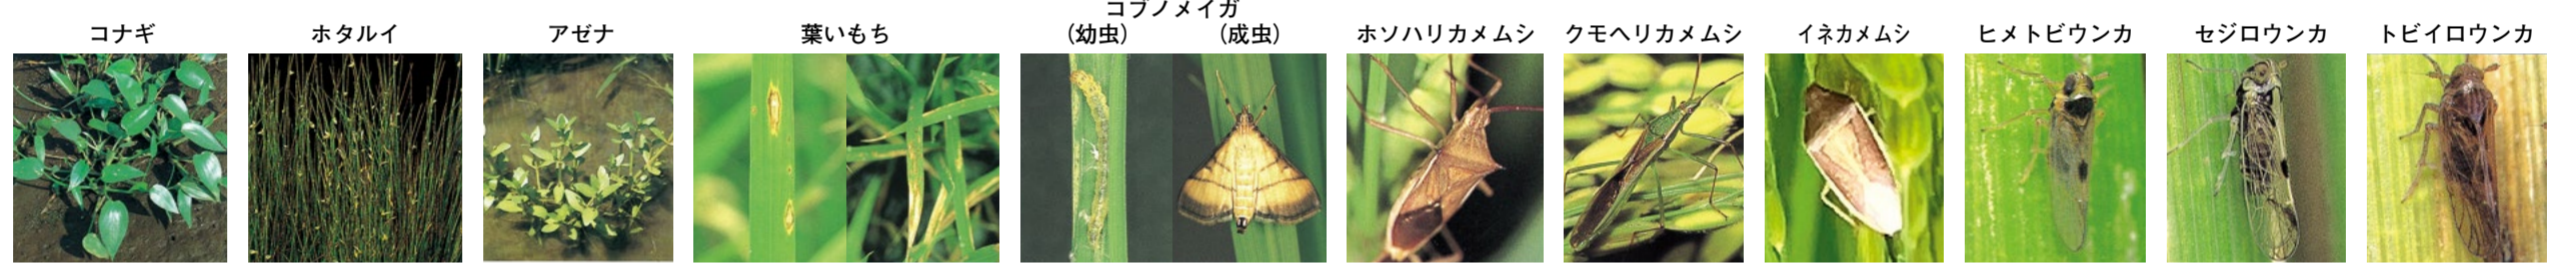 コナギ
ホタルイ
アゼナ
葉いもち
コブノメイガ
（幼虫）
（成虫）
ホソハリカメムシ
クモヘリカメムシ
イネカメムシ
ヒメトビウンカ
セジロウンカ
トビイロウンカ